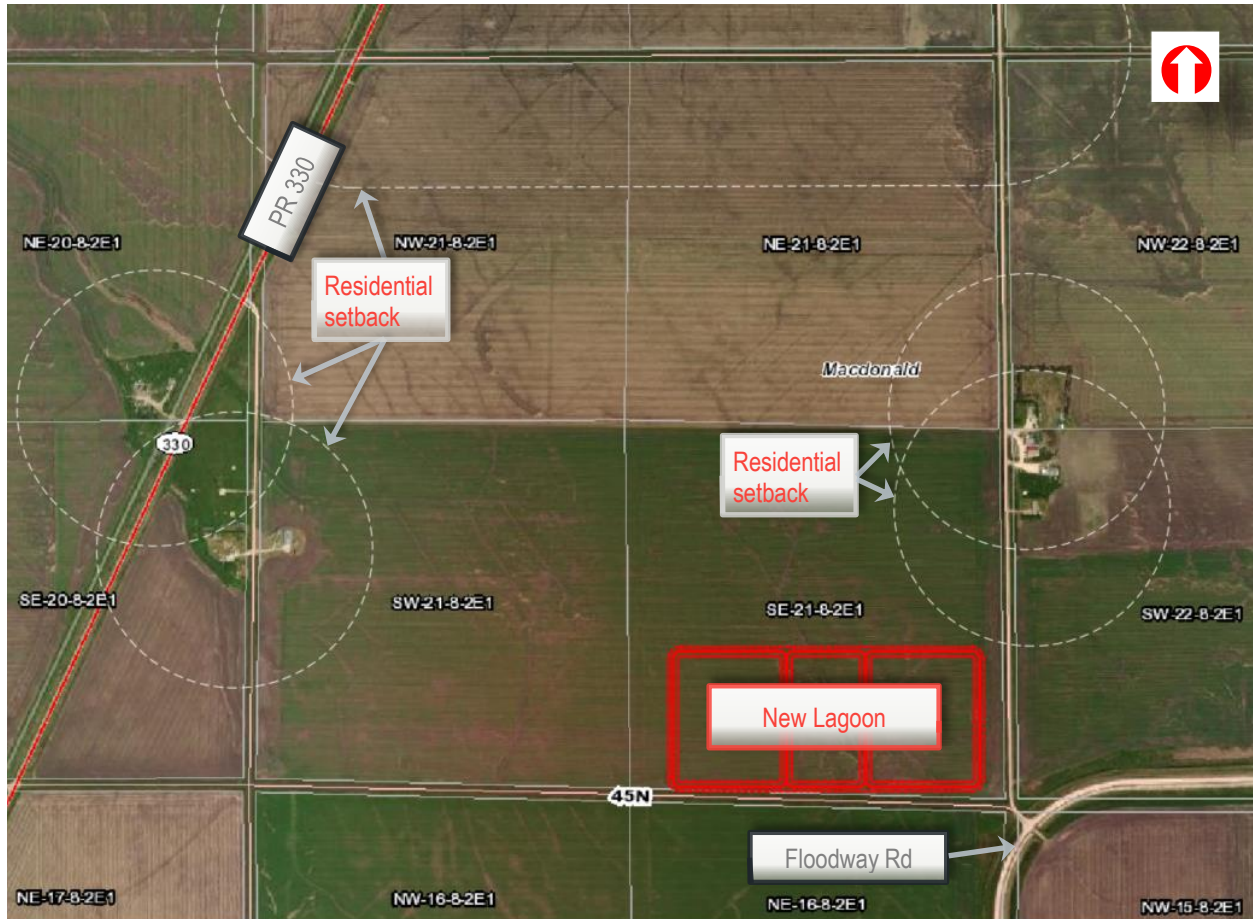 PR 330
NE-20-8-2E1
NW-21-8-2E1
NE-21-8-2E1
NW-22-8-2E1
Residential
setback
Macdonald
330
Residential
setback
SE-20-8-2E1
SW-21-8-2E1
SE-21-8-2E1
SW-22-8-2E1
New Lagoon
45N
Floodway Rd
NE-17-8-2E1
NW-16-8-2E1
NE-16-8-2E1
NW-15-8-2E1